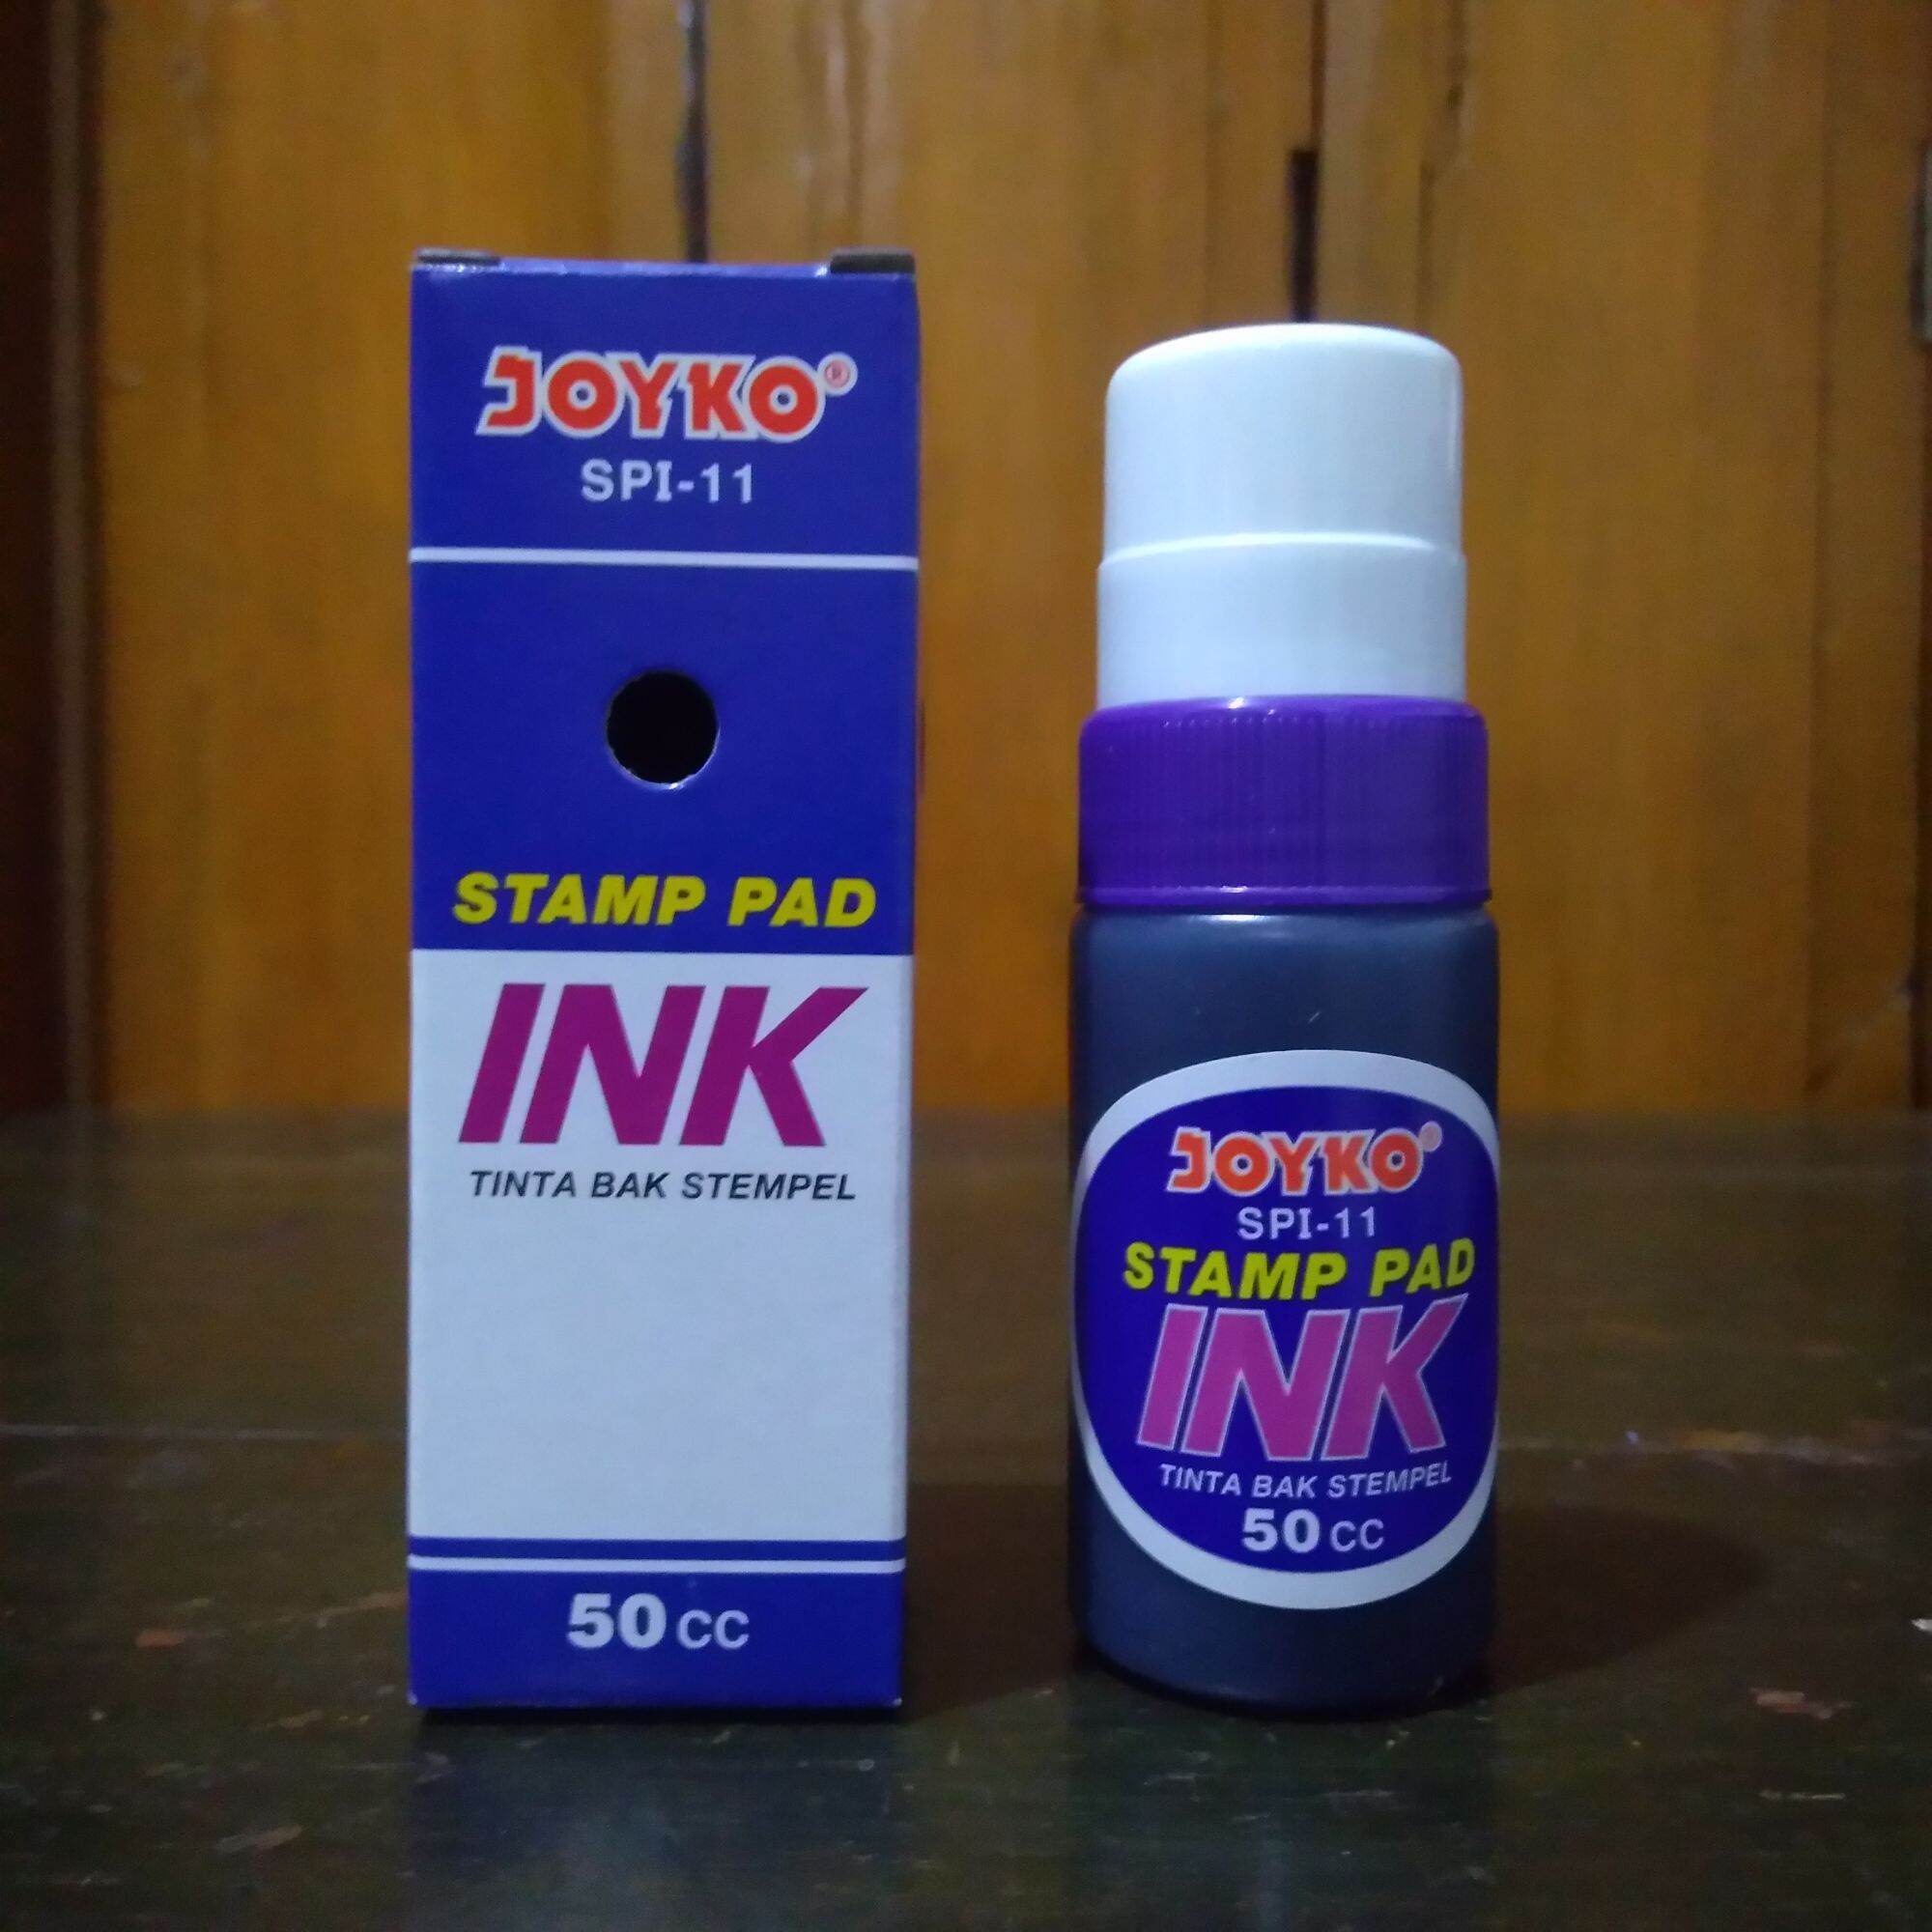 JOYKO®
SPI-11
STAMP PAD
INK
TINTA BAK STEMPEL
50 CC
JOYKO®
SPI-11
STAMP PAD
INK
TINTA BAK STEMPEL
50 CC